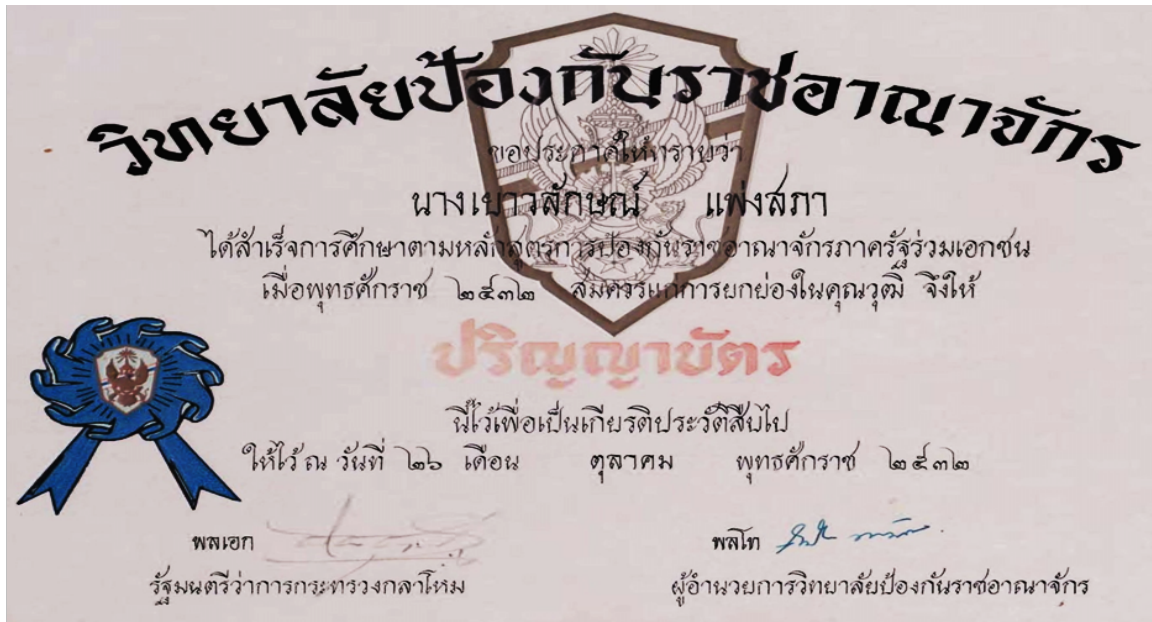 วิทยาลัยป้องกันราชอาณาจักร
ขอประกาศให้ทราบว่า
นางเยาวลักษณ์ แพ่งสภา
ได้สำเร็จการศึกษาตามหลักสูตรการป้องกันราชอาณาจักรภาครัฐร่วมเอกชน
เมื่อพุทธศักราช ๒๕๓๒ สมควรแก่การยกย่องในคุณวุฒิ จึงให้
ปริญญาบัตร
นี้ไว้เพื่อเป็นเกียรติประวัติสืบไป
ให้ไว้ ณ วันที่ ๒๖ เดือน ตุลาคม พุทธศักราช ๒๕๓๒
พลเอก
พลโท
รัฐมนตรีว่าการกระทรวงกลาโหม
ผู้อำนวยการวิทยาลัยป้องกันราชอาณาจักร